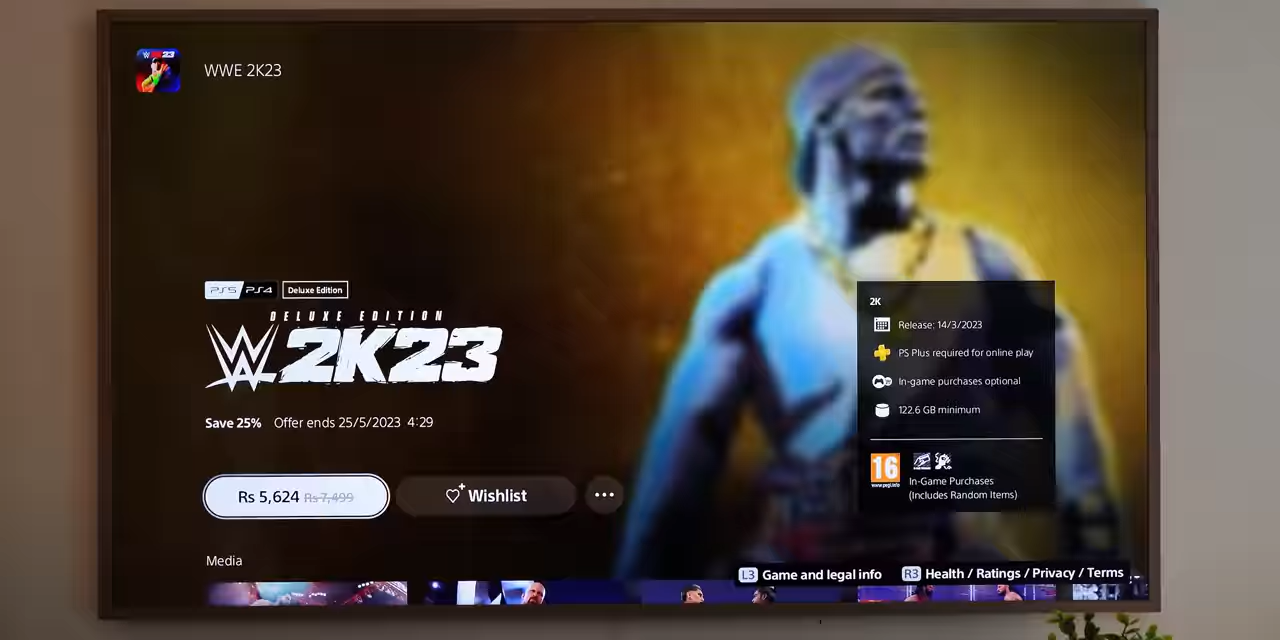 WWE 2K23
PS5 PS4 Deluxe Edition
DELUXE EDITION
W 2K23
Save 25% Offer ends 25/5/2023 4:29
Rs 5,624 Rs 7,499
Wishlist
Media
2K
Release: 14/3/2023
PS Plus required for online play
In-game purchases optional
122.6 GB minimum
16
www.pegi.info
In-Game Purchases
(Includes Random Items)
L3 Game and legal info
R3 Health / Ratings / Privacy / Terms